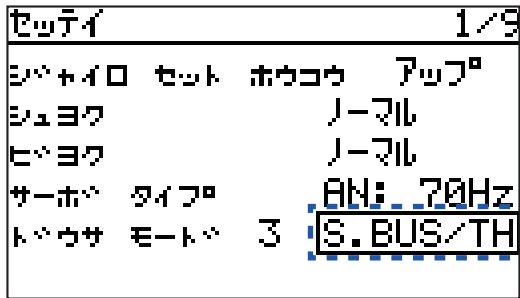 セッテイ 1/9
ジャイロ セット ホウコウ アップ
シュヨク ノーマル
ビヨク ノーマル
サーボ タイプ AN: 70Hz
ドウサ モード 3 S.BUS/TH